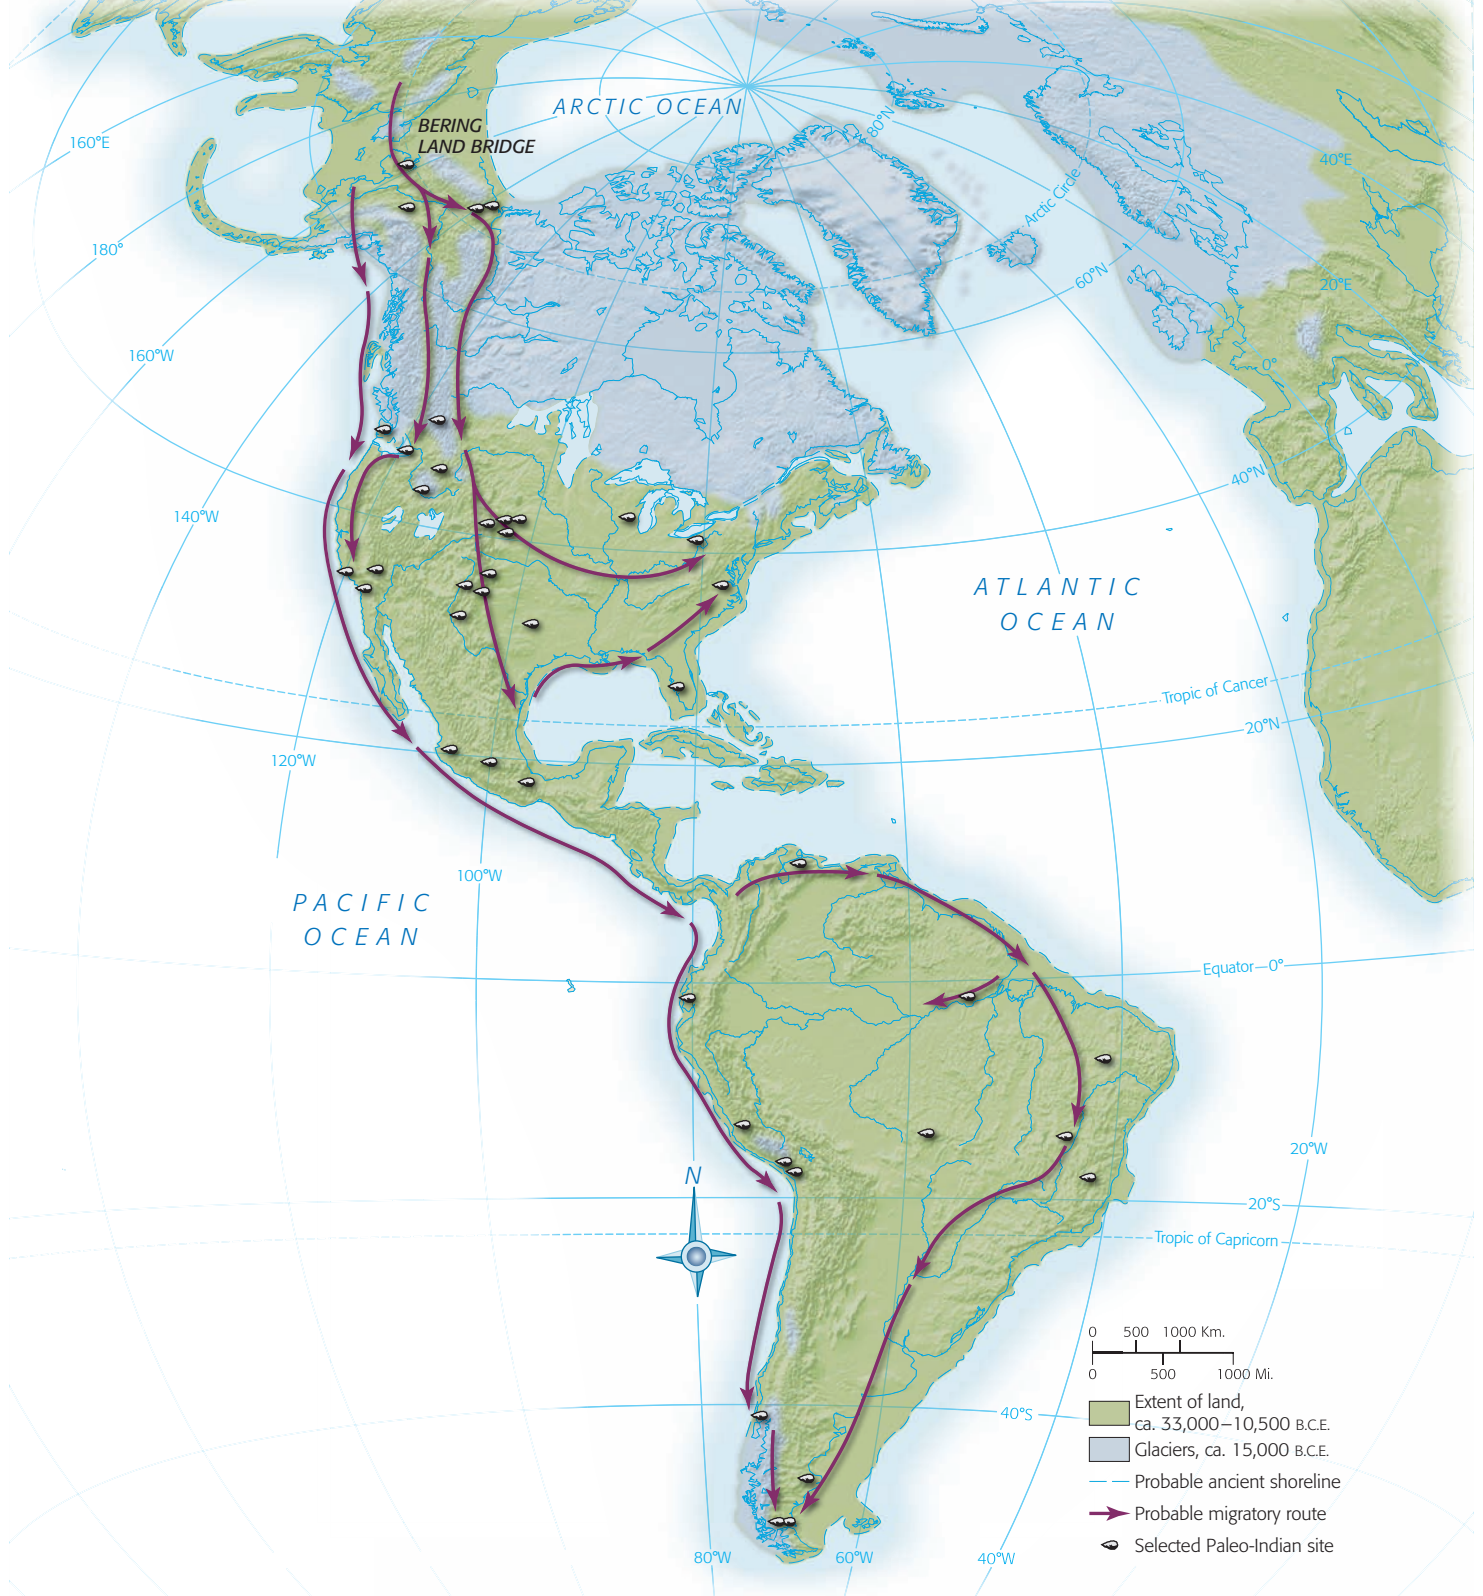 ARCTIC OCEAN
BERING
LAND BRIDGE
80°N
160°E
40°E
Arctic Circle
180°
60°N
20°E
160°W
0°
40°N
140°W
ATLANTIC
OCEAN
Tropic of Cancer
20°N
120°W
100°W
PACIFIC
OCEAN
Equator 0°
20°W
N
20°S
Tropic of Capricorn
0 500 1000 Km.
0 500 1000 Mi.
40°S
Extent of land,
ca. 33,000–10,500 B.C.E.
Glaciers, ca. 15,000 B.C.E.
Probable ancient shoreline
Probable migratory route
Selected Paleo-Indian site
80°W
60°W
40°W